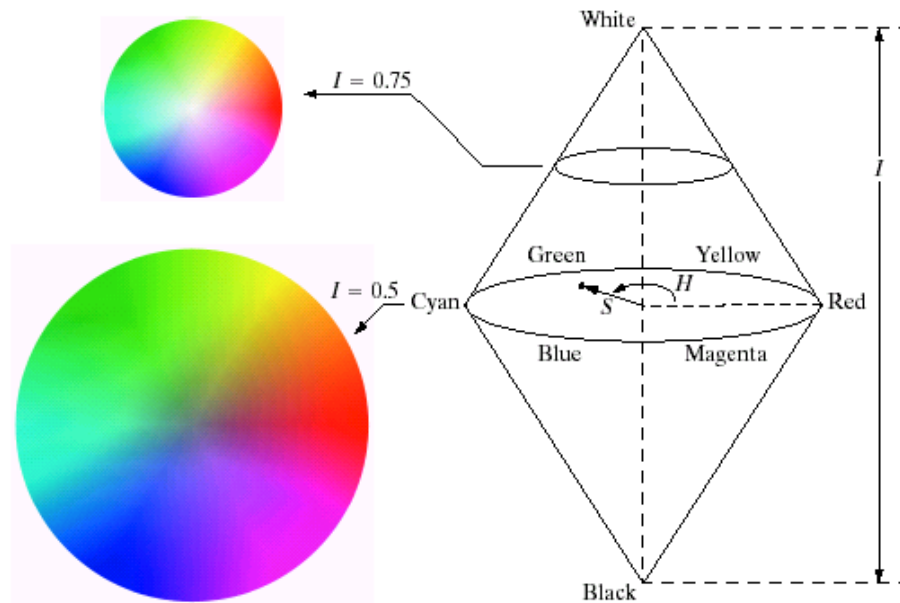 White
I = 0.75
I
Green Yellow
I = 0.5
Cyan H Red
S
Blue Magenta
Black